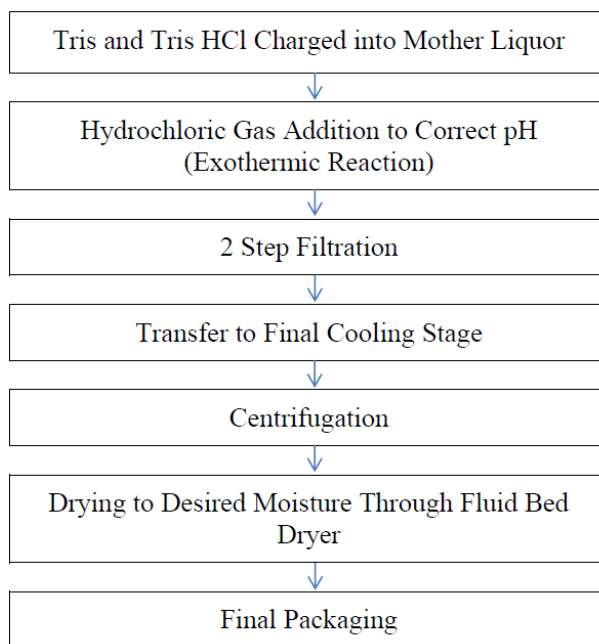 Tris and Tris HCl Charged into Mother Liquor
Hydrochloric Gas Addition to Correct pH
(Exothermic Reaction)
2 Step Filtration
Transfer to Final Cooling Stage
Centrifugation
Drying to Desired Moisture Through Fluid Bed
Dryer
Final Packaging